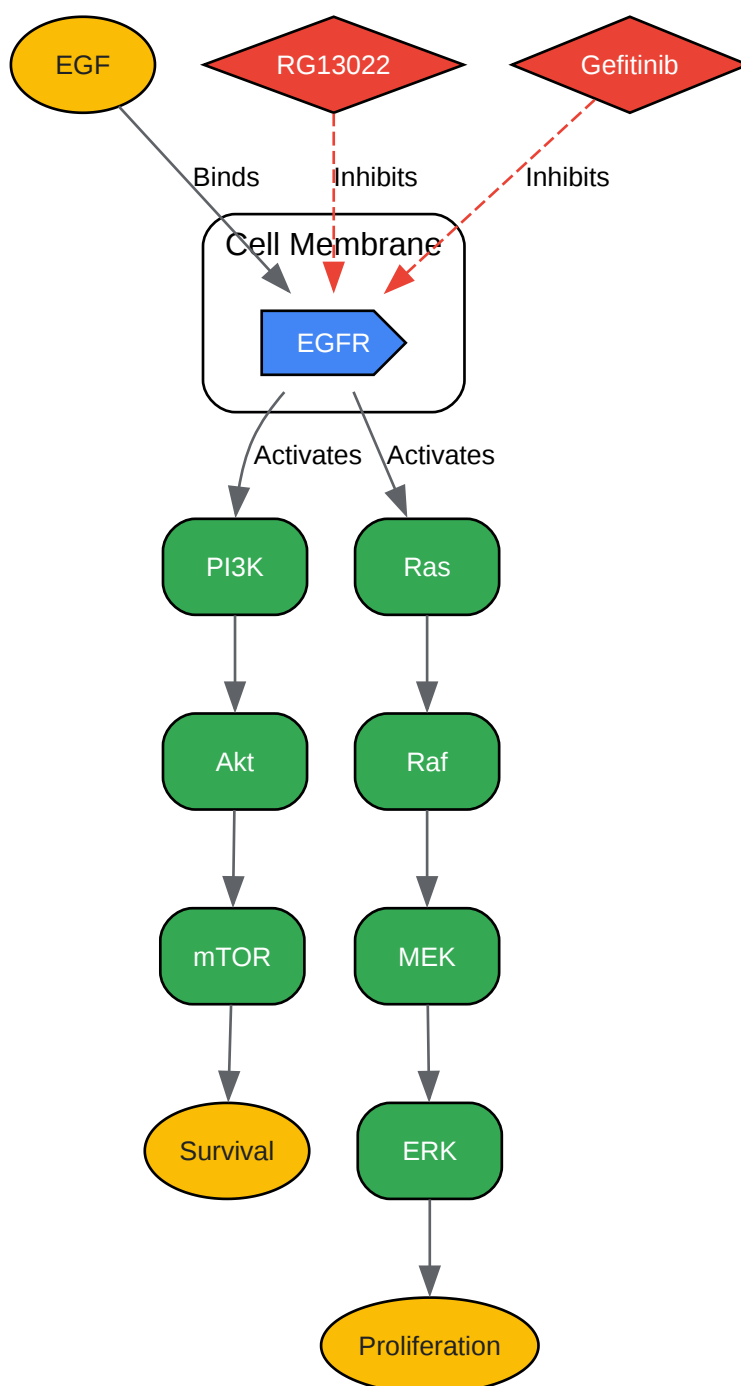 EGF
RG13022
Gefitinib
Binds
Inhibits
Inhibits
Cell Membrane
EGFR
Activates
Activates
PI3K
Ras
Akt
Raf
mTOR
MEK
Survival
ERK
Proliferation